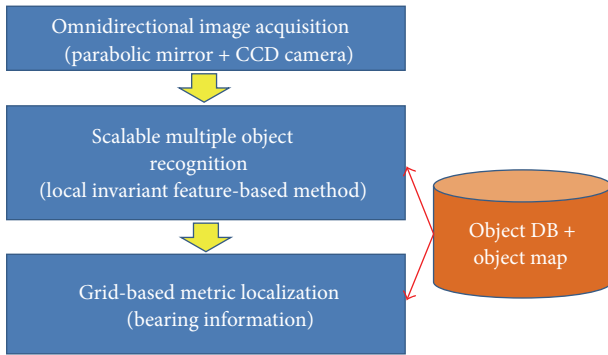 Omnidirectional image acquisition
(parabolic mirror + CCD camera)
Scalable multiple object
recognition
(local invariant feature-based method)
Object DB +
object map
Grid-based metric localization
(bearing information)